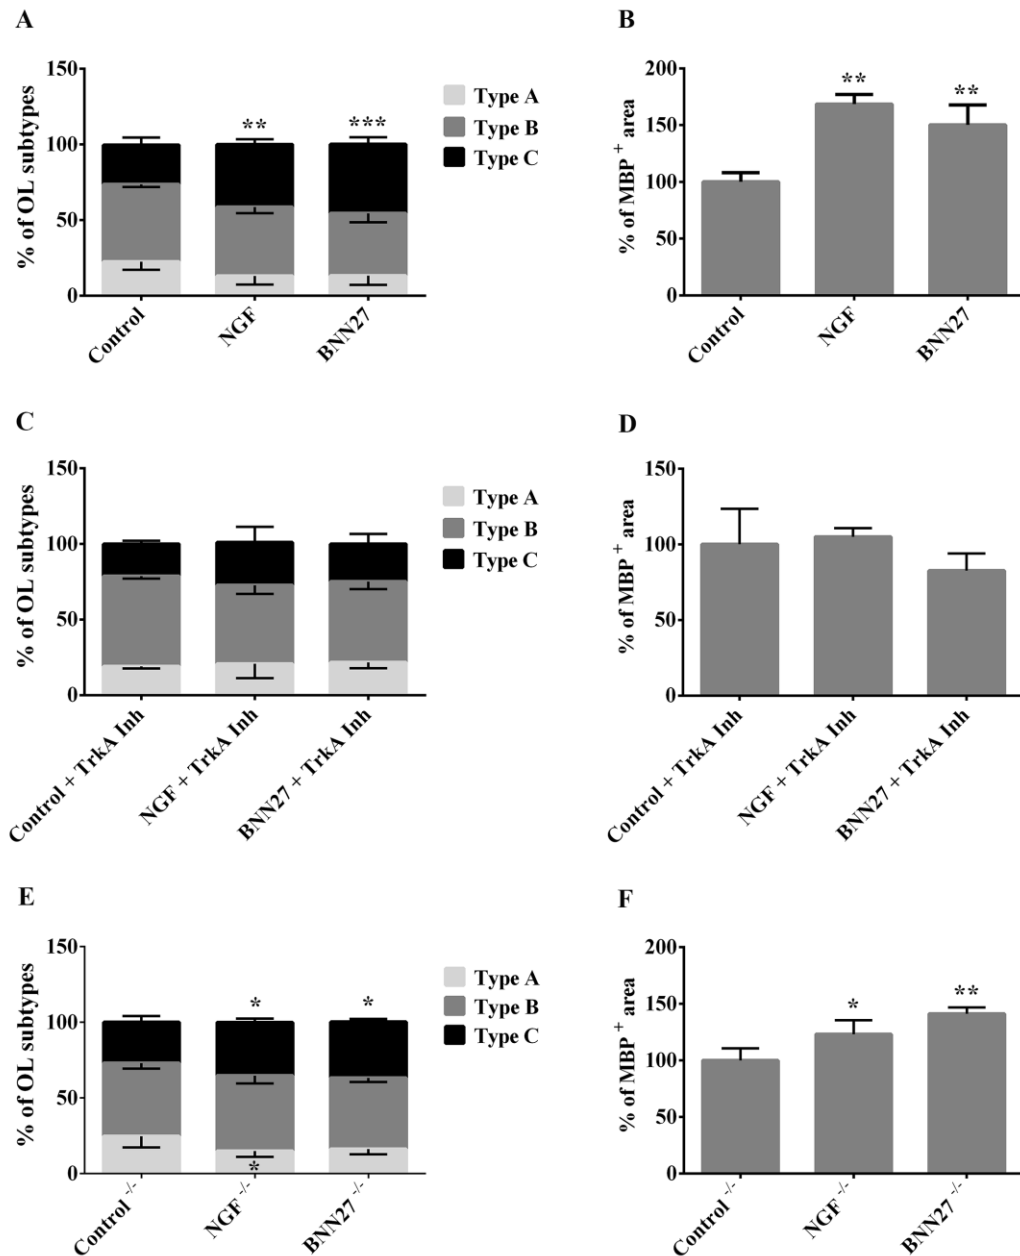 A
% of OL subtypes
150
100
50
0
** ***
Control
NGF
BNN27
Type A
Type B
Type C
B
% of MBP + area
200
150
100
50
0
** **
Control
NGF
BNN27
C
% of OL subtypes
150
100
50
0
Control + TrkA Inh
NGF + TrkA Inh
BNN27 + TrkA Inh
Type A
Type B
Type C
D
% of MBP + area
150
100
50
0
Control + TrkA Inh
NGF + TrkA Inh
BNN27 + TrkA Inh
E
% of OL subtypes
150
100
50
0
* *
*
Control -/-
NGF -/-
BNN27 -/-
Type A
Type B
Type C
F
% of MBP + area
200
150
100
50
0
* **
Control -/-
NGF -/-
BNN27 -/-